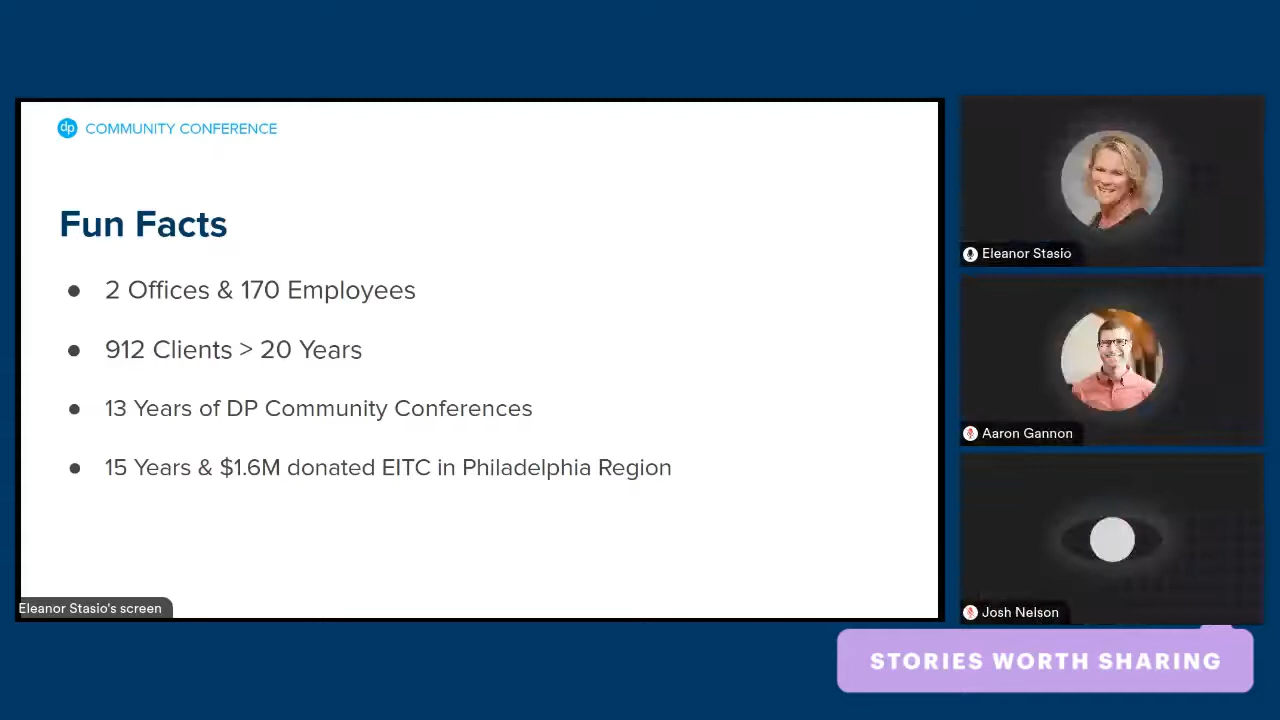 dp COMMUNITY CONFERENCE
Fun Facts
● 2 Offices & 170 Employees
● 912 Clients > 20 Years
● 13 Years of DP Community Conferences
● 15 Years & $1.6M donated EITC in Philadelphia Region
Eleanor Stasio's screen
Eleanor Stasio
Aaron Gannon
Josh Nelson
STORIES WORTH SHARING